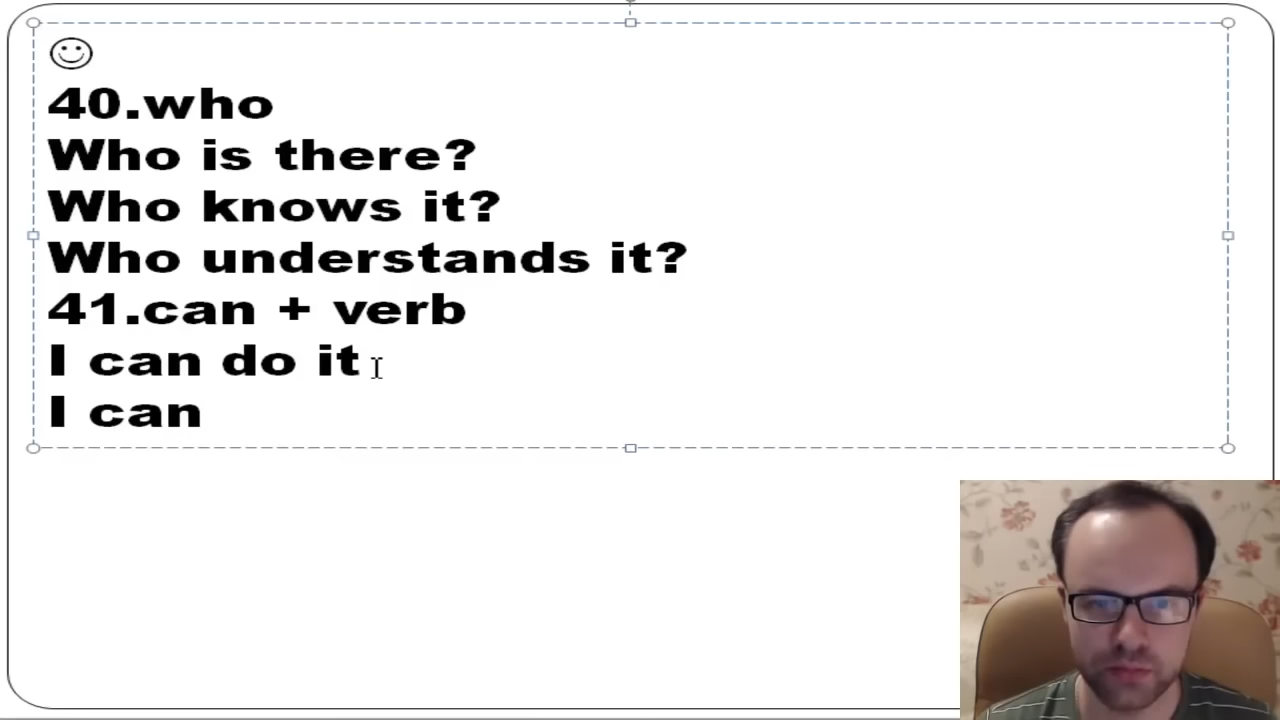 40.who
Who is there?
Who knows it?
Who understands it?
41.can + verb
I can do it
I can